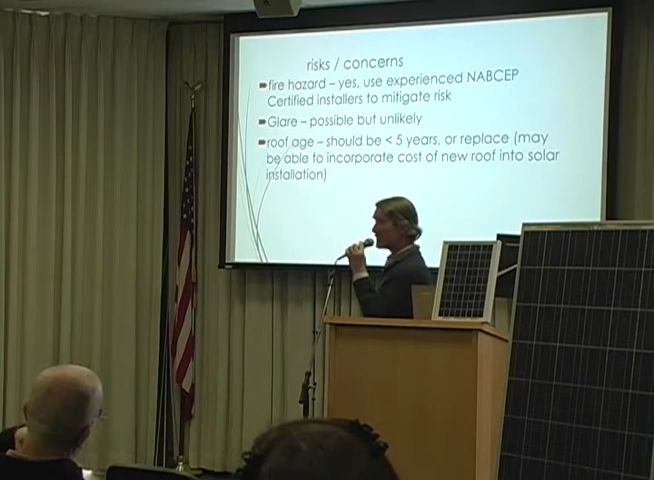 risks / concerns
fire hazard – yes, use experienced NABCEP
Certified installers to mitigate risk
Glare – possible but unlikely
roof age – should be < 5 years, or replace (may
be able to incorporate cost of new roof into solar
installation)